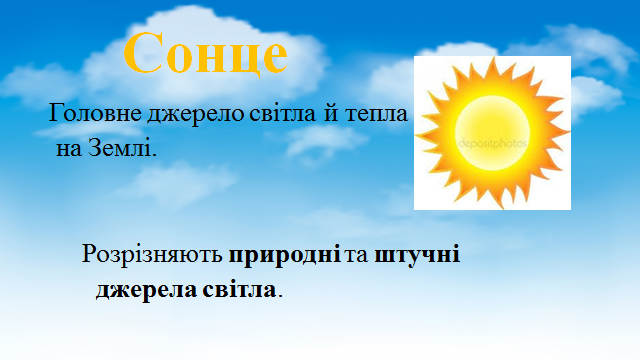 Сонце
Головне джерело світла й тепла
на Землі.
depositphotos
Розрізняють природні та штучні
джерела світла.